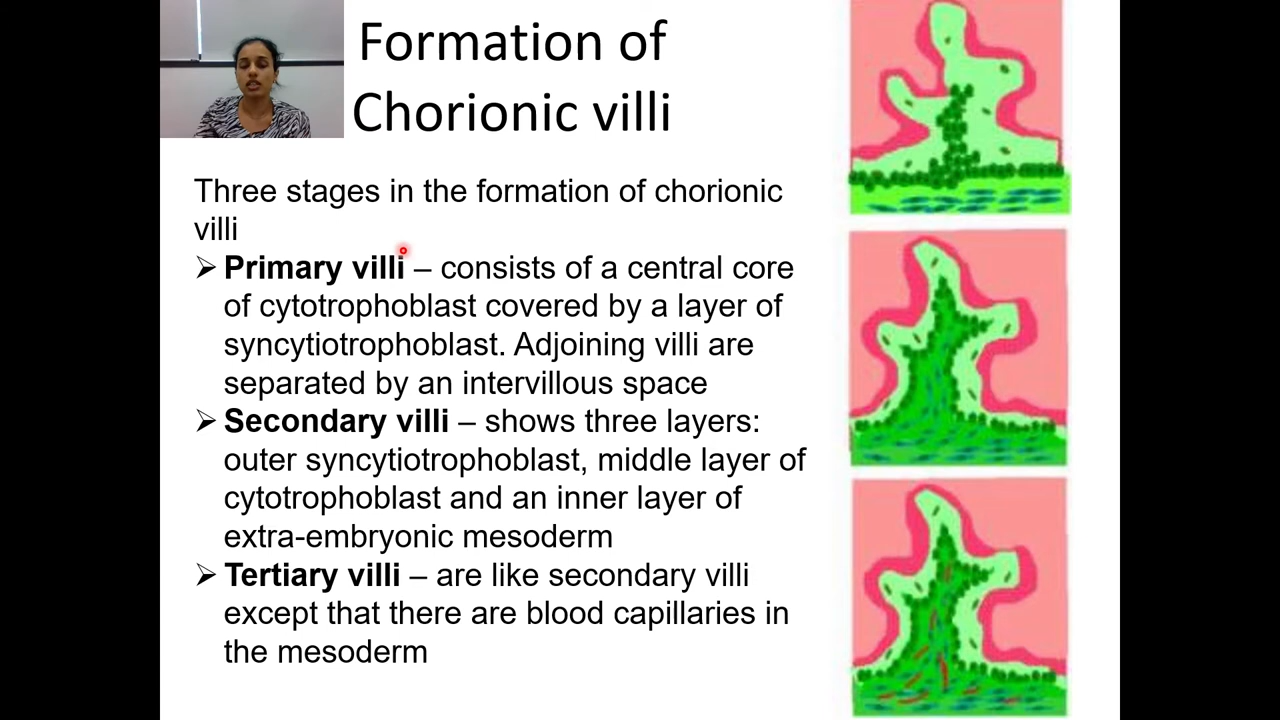 Formation of
Chorionic villi
Three stages in the formation of chorionic
villi
➢ Primary villi – consists of a central core
of cytotrophoblast covered by a layer of
syncytiotrophoblast. Adjoining villi are
separated by an intervillous space
➢ Secondary villi – shows three layers:
outer syncytiotrophoblast, middle layer of
cytotrophoblast and an inner layer of
extra-embryonic mesoderm
➢ Tertiary villi – are like secondary villi
except that there are blood capillaries in
the mesoderm